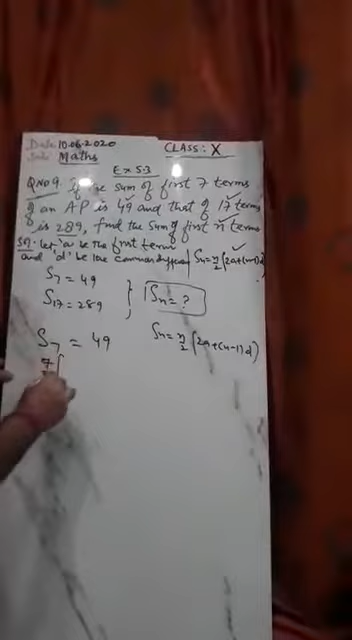 Date 10.06.2020 CLASS: X
Sub: Maths
Ex 5.3
Q NO 9. If the sum of first 7 terms
of an AP is 49 and that of 17 terms
is 289, find the sum of first n terms
Sol. Let 'a' be the first term
and 'd' be the common difference Sn = n/2 [2a+(n-1)d]
S7 = 49
S17 = 289 } Sn = ?
S7 = 49 Sn = n/2 [2a+(n-1)d]
7/2 [